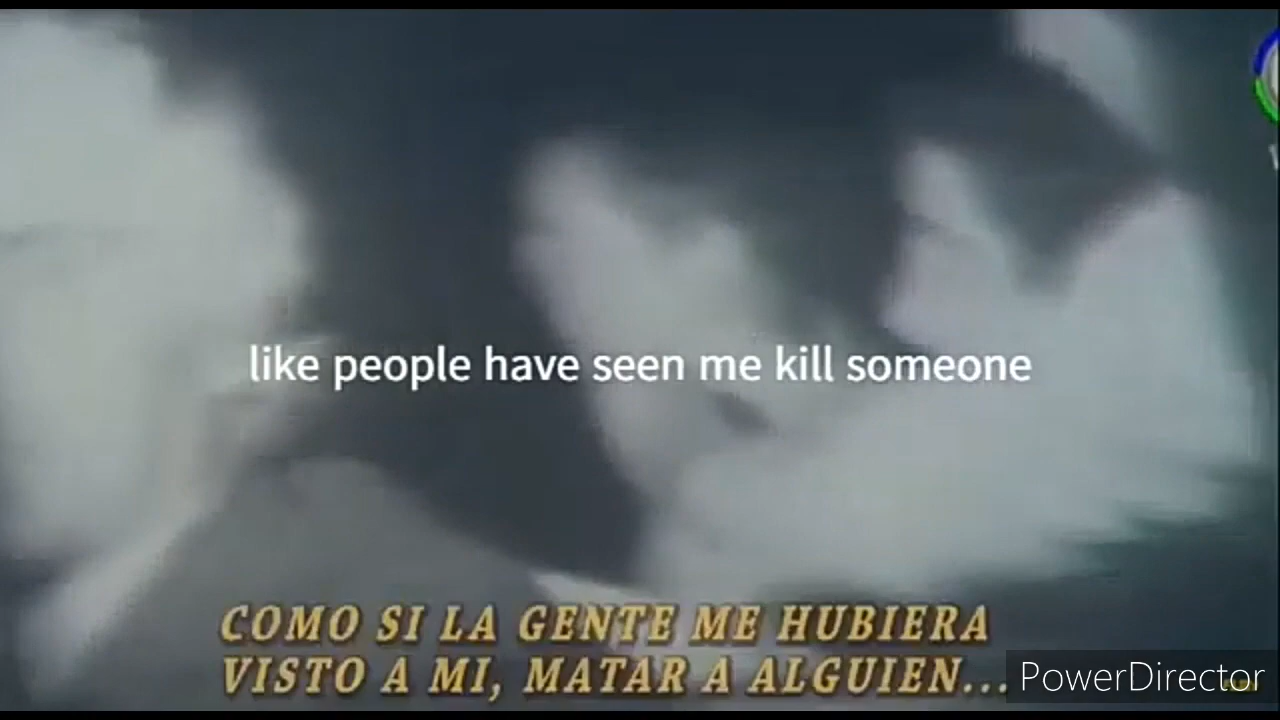 like people have seen me kill someone
COMO SI LA GENTE ME HUBIERA
VISTO A MI, MATAR A ALGUIEN...
PowerDirector